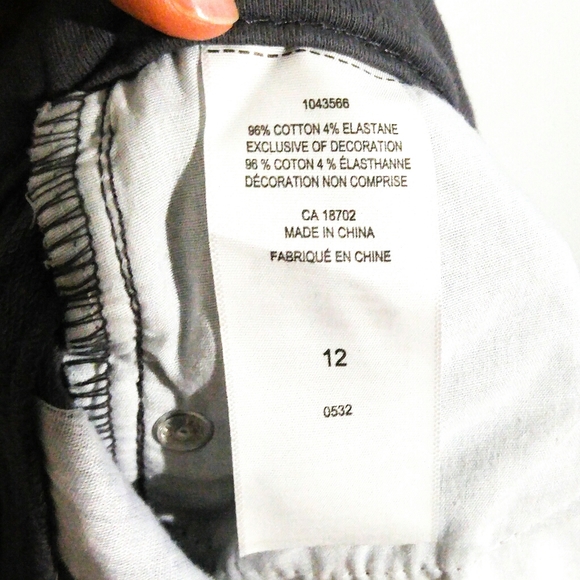 1043566
96% COTTON 4% ELASTANE
EXCLUSIVE OF DECORATION
96 % COTON 4 % ÉLASTHANNE
DÉCORATION NON COMPRISE
CA 18702
MADE IN CHINA
FABRIQUÉ EN CHINE
12
0532